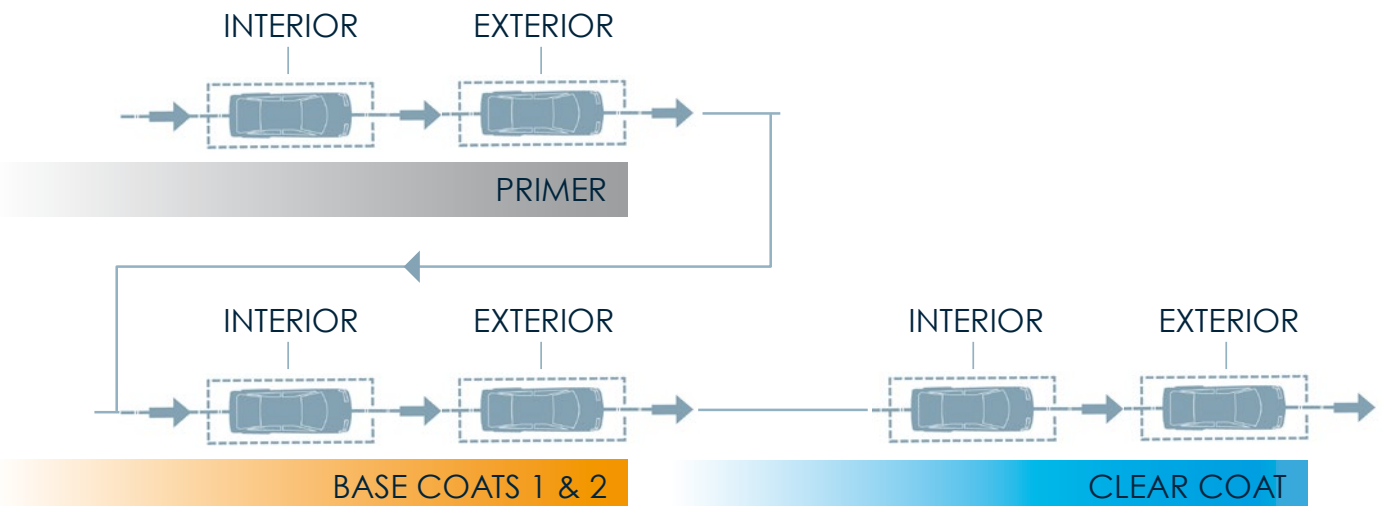 INTERIOR EXTERIOR
PRIMER
INTERIOR EXTERIOR INTERIOR EXTERIOR
BASE COATS 1 & 2 CLEAR COAT